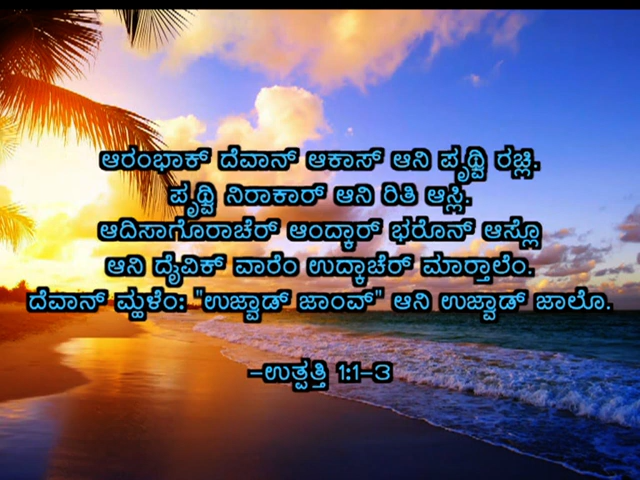 ಆರಂಭಾಕ್ ದೆವಾನ್ ಆಕಾಸ್ ಆನಿ ಪೃಥ್ವಿ ರಚ್ಲಿ.
ಪೃಥ್ವಿ ನಿರಾಕಾರ್ ಆನಿ ರಿತಿ ಆಸ್ಲಿ.
ಆದಿಸಾಗೊರಾಚೆರ್ ಆಂದ್ಕಾರ್ ಭರೊನ್ ಆಸ್ಲೊ
ಆನಿ ದೈವಿಕ್ ವಾರೆಂ ಉದ್ಕಾಚೆರ್ ಮಾರ‍್ತಾಲೆಂ.
ದೆವಾನ್ ಮ್ಹಳೆಂ: "ಉಜ್ವಾಡ್ ಜಾಂವ್" ಆನಿ ಉಜ್ವಾಡ್ ಜಾಲೊ.
-ಉತ್ಪತ್ತಿ 1:1-3